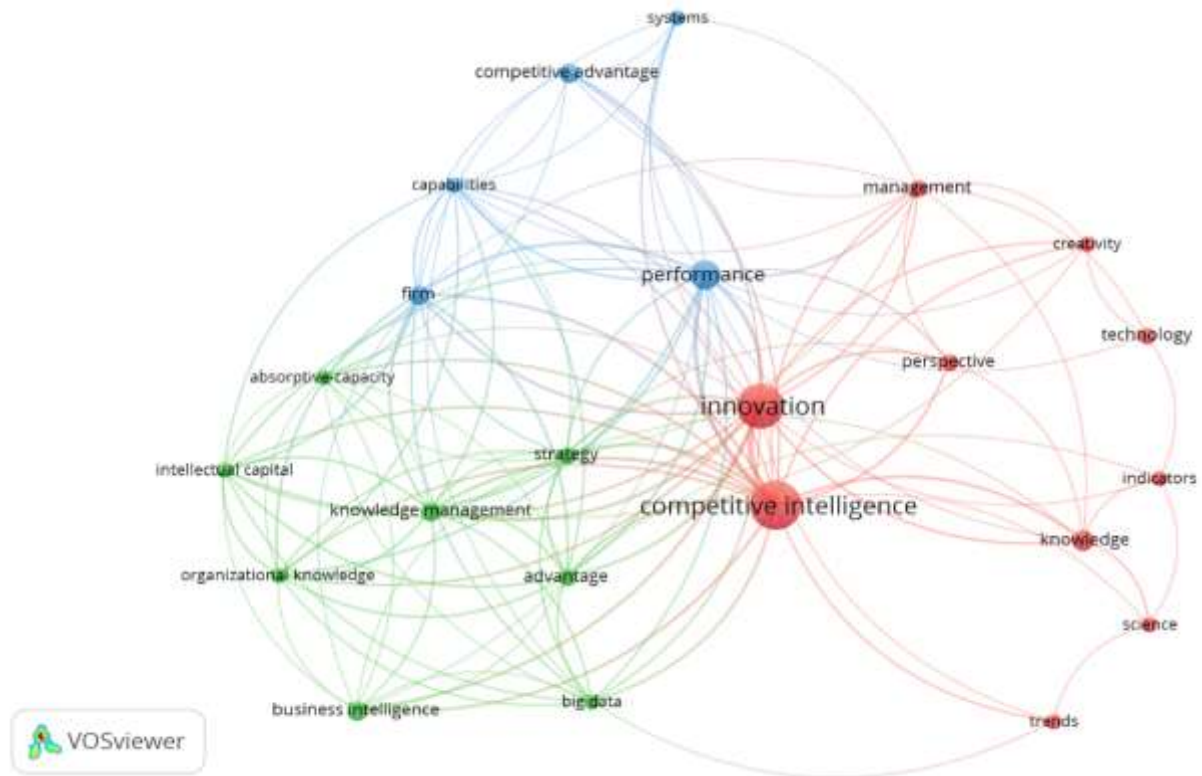 systems
competitive advantage
capabilities
management
creativity
performance
firm
technology
perspective
absorptive capacity
innovation
strategy
intellectual capital
indicators
competitive intelligence
knowledge management
knowledge
organizational knowledge
advantage
science
big data
business intelligence
trends
VOSviewer